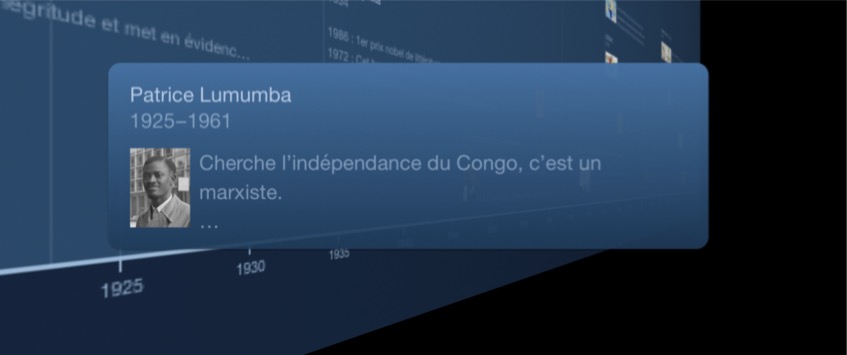 égritude et met en évidenc...
1986 : 1er prix nobel de
1972 :
Patrice Lumumba
1925–1961
Cherche l'indépendance du Congo, c'est un
marxiste.
...
1925
1930
1935